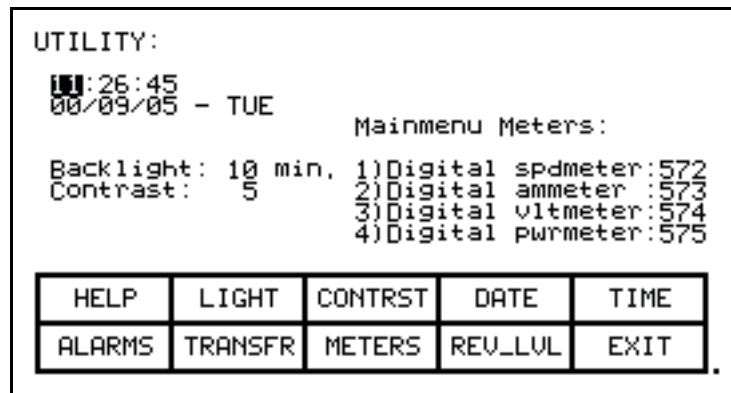 UTILITY:
11:26:45
00/09/05 - TUE
Mainmenu Meters:
Backlight: 10 min. 1)Digital spdmeter:572
Contrast: 5 2)Digital ammeter :573
3)Digital vltmeter:574
4)Digital pwrmeter:575
HELP LIGHT CONTRST DATE TIME
ALARMS TRANSFR METERS REV_LVL EXIT
.